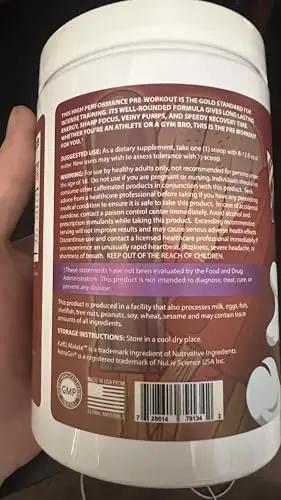 THIS HIGH PERFORMANCE PRE-WORKOUT IS THE GOLD STANDARD FOR
INTENSE TRAINING. ITS WELL-ROUNDED FORMULA GIVES LONG LASTING
ENERGY, SHARP FOCUS, VEINY PUMPS, AND SPEEDY RECOVERY TIME.
WHETHER YOU'RE AN ATHLETE OR A GYM BRO, THIS IS THE PRE WORKOUT
FOR YOU.
SUGGESTED USE: As a dietary supplement, take one (1) scoop with 8-12 fl oz of
water. New users may wish to assess tolerance with ½ scoop.
WARNING: For use by healthy adults only, not recommended for persons under
the age of 18. Do not use if you are pregnant or nursing. Individuals should not
consume other caffeinated products in conjunction with this product. Seek
advice from a healthcare professional before taking if you have any preexisting
medical condition to ensure it is safe to take this product. In case of accidental
overdose, contact a poison control center immediately. Avoid alcohol and
prescription stimulants while taking this product. Exceeding recommended
serving will not improve results and may cause serious adverse health effects.
Discontinue use and contact a licensed healthcare professional immediately if
you experience an unusually rapid heartbeat, dizziness, severe headache, or
shortness of breath. KEEP OUT OF THE REACH OF CHILDREN.
These statements have not been evaluated by the Food and Drug
Administration. This product is not intended to diagnose, treat, cure, or
prevent any disease.
This product is produced in a facility that also processes milk, eggs, fish,
shellfish, tree nuts, peanuts, soy, wheat, sesame and may contain trace
amounts of all ingredients.
STORAGE INSTRUCTIONS: Store in a cool dry place.
is a trademark ingredient of Nutrvative Ingredients.
AstraGin® is a registered trademark of NuLiv Science USA Inc
GMP
MADE IN USA FROM
GLOBAL MATERIALS
7 28614 79134 2